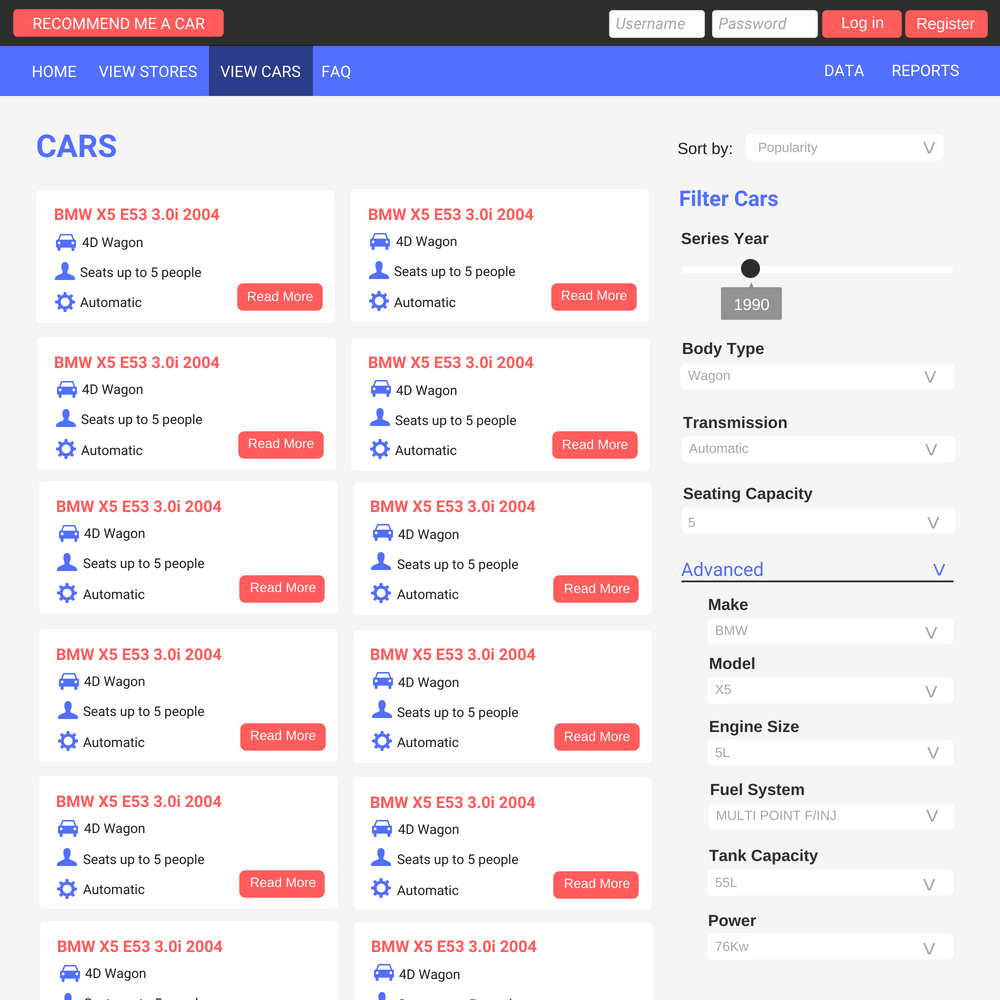 RECOMMEND ME A CAR
Username
Password
Log in
Register
HOME
VIEW STORES
VIEW CARS
FAQ
DATA
REPORTS
CARS
Sort by:
Popularity
BMW X5 E53 3.0i 2004
4D Wagon
Seats up to 5 people
Automatic
Read More
BMW X5 E53 3.0i 2004
4D Wagon
Seats up to 5 people
Automatic
Read More
BMW X5 E53 3.0i 2004
4D Wagon
Seats up to 5 people
Automatic
Read More
BMW X5 E53 3.0i 2004
4D Wagon
Seats up to 5 people
Automatic
Read More
BMW X5 E53 3.0i 2004
4D Wagon
Seats up to 5 people
Automatic
Read More
BMW X5 E53 3.0i 2004
4D Wagon
Seats up to 5 people
Automatic
Read More
BMW X5 E53 3.0i 2004
4D Wagon
Seats up to 5 people
Automatic
Read More
BMW X5 E53 3.0i 2004
4D Wagon
Seats up to 5 people
Automatic
Read More
BMW X5 E53 3.0i 2004
4D Wagon
Seats up to 5 people
Automatic
Read More
BMW X5 E53 3.0i 2004
4D Wagon
Seats up to 5 people
Automatic
Read More
BMW X5 E53 3.0i 2004
4D Wagon
BMW X5 E53 3.0i 2004
4D Wagon
Filter Cars
Series Year
1990
Body Type
Wagon
Transmission
Automatic
Seating Capacity
5
Advanced
Make
BMW
Model
X5
Engine Size
5L
Fuel System
MULTI POINT F/INJ
Tank Capacity
55L
Power
76Kw